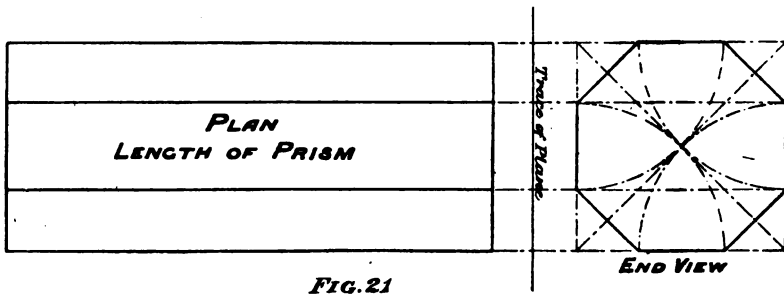 PLAN
LENGTH OF PRISM
Trace of Plane
END VIEW
FIG.21